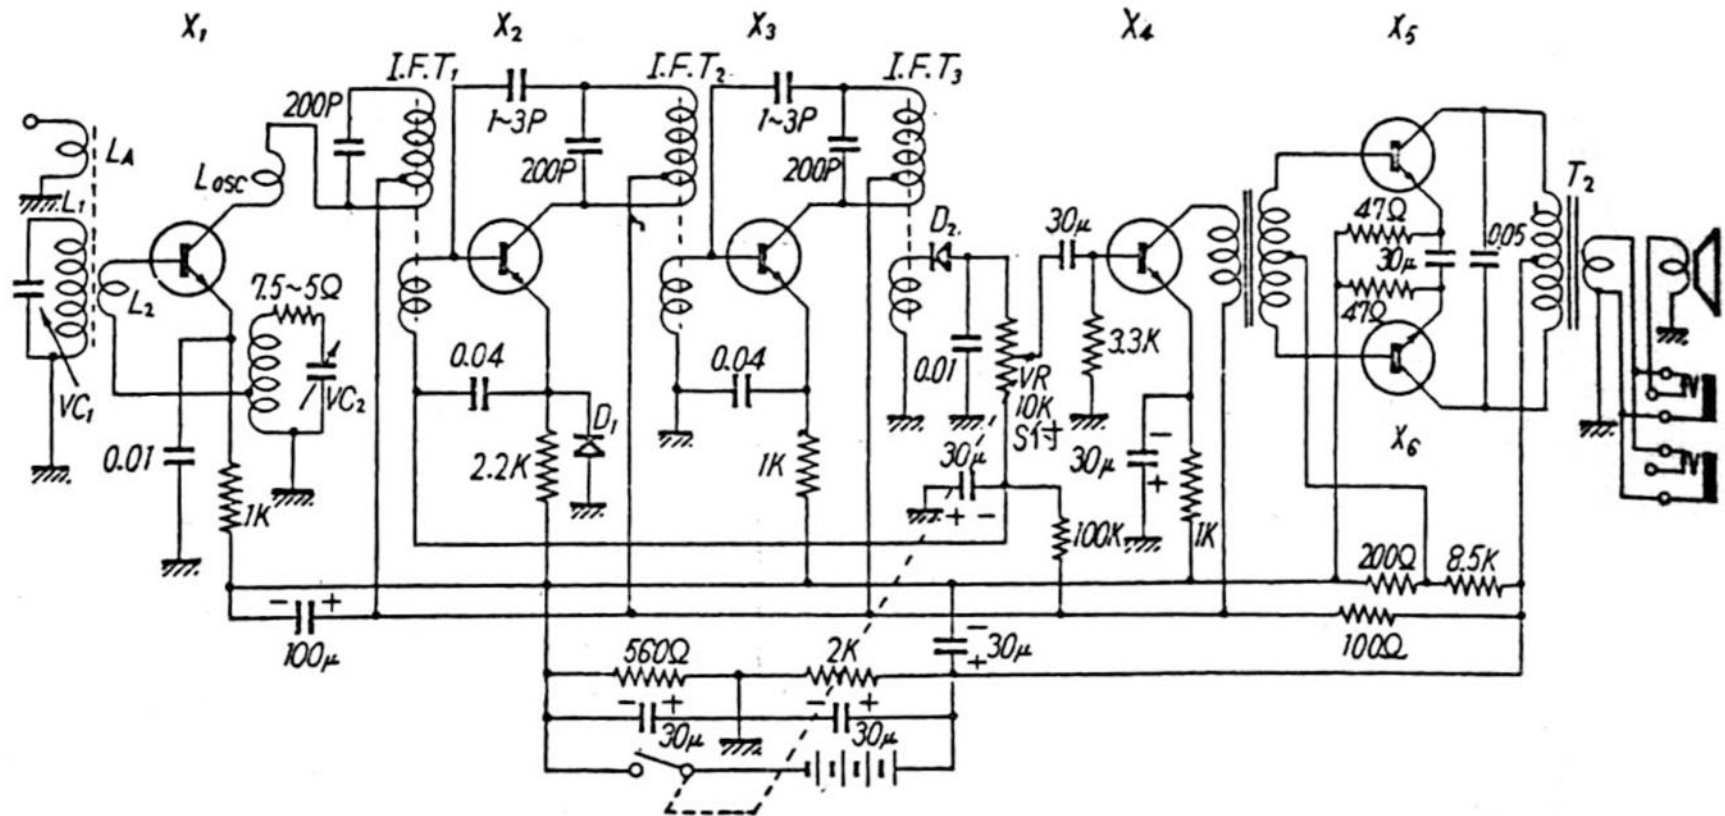 X1
X2
X3
X4
X5
I.F.T1
I.F.T2
I.F.T3
200P
1~3P
1~3P
LA
LOSC
200P
200P
T2
L1
D2
30μ
47Ω
30μ
0.05
L2
7.5~5Ω
47Ω
0.04
0.04
0.01
3.3K
VC1
VC2
D1
VR
10K
S付
X6
0.01
2.2K
1K
30μ
30μ
-
+
1K
+ -
100K
1K
200Ω
8.5K
- +
100μ
560Ω
2K
-
+
30μ
100Ω
- +
- +
30μ
30μ